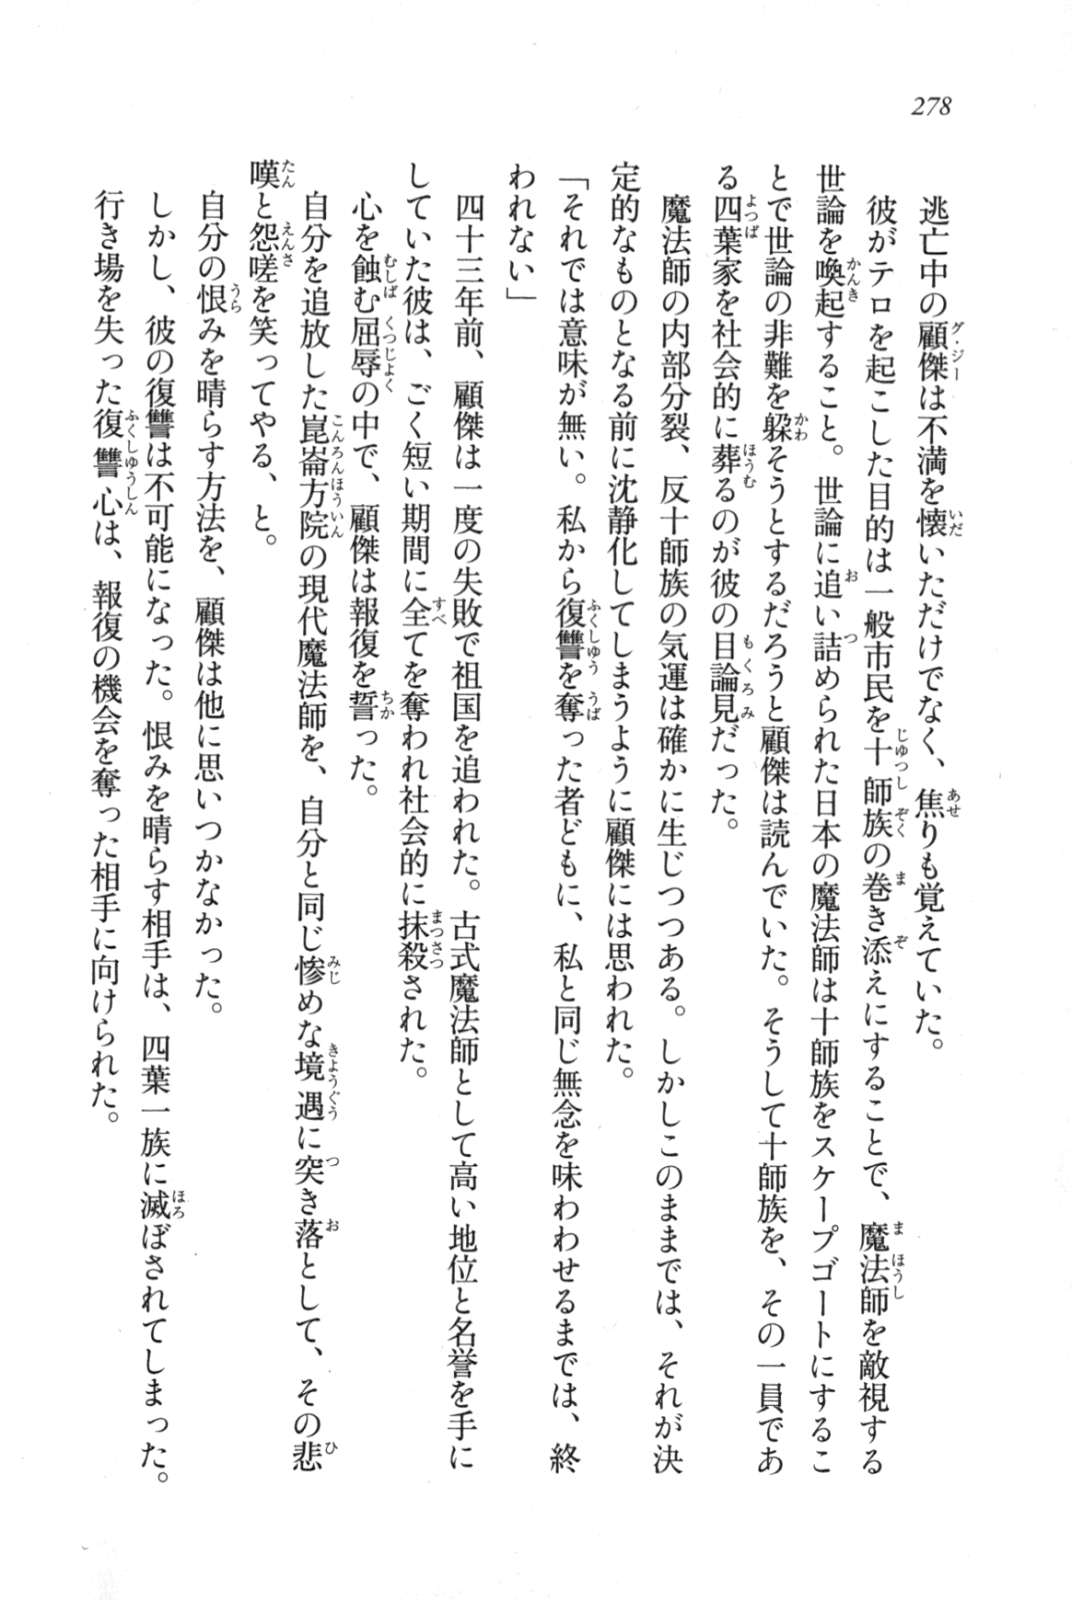 278
逃亡中の顧傑は不満を懐いただけでなく、焦りも覚えていた。
彼がテロを起こした目的は一般市民を十師族の巻き添えにすることで、魔法師を敵視する
世論を喚起すること。世論に追い詰められた日本の魔法師は十師族をスケープゴートにするこ
とで世論の非難を躱そうとするだろうと顧傑は読んでいた。そうして十師族を、その一員であ
る四葉家を社会的に葬るのが彼の目論見だった。
魔法師の内部分裂、反十師族の気運は確かに生じつつある。しかしこのままでは、それが決
定的なものとなる前に沈静化してしまうように顧傑には思われた。
「それでは意味が無い。私から復讐を奪った者どもに、私と同じ無念を味わわせるまでは、終
われない」
四十三年前、顧傑は一度の失敗で祖国を追われた。古式魔法師として高い地位と名誉を手に
していた彼は、ごく短い期間に全てを奪われ社会的に抹殺された。
心を蝕む屈辱の中で、顧傑は報復を誓った。
自分を追放した崑崙方院の現代魔法師を、自分と同じ惨めな境遇に突き落として、その悲
嘆と怨嗟を笑ってやる、と。
自分の恨みを晴らす方法を、顧傑は他に思いつかなかった。
しかし、彼の復讐は不可能になった。恨みを晴らす相手は、四葉一族に滅ぼされてしまった。
行き場を失った復讐心は、報復の機会を奪った相手に向けられた。